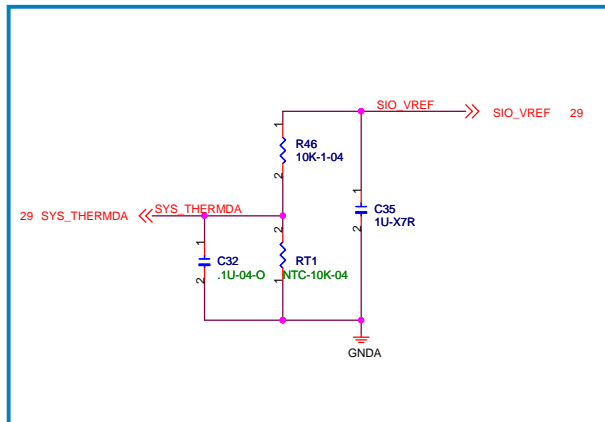 SIO_VREF
SIO_VREF 29
1
R46
10K-1-04
2
1
C35
1U-X7R
2
29 SYS_THERMDA
SYS_THERMDA
1
C32
.1U-04-O
2
2
RT1
NTC-10K-04
1
GNDA